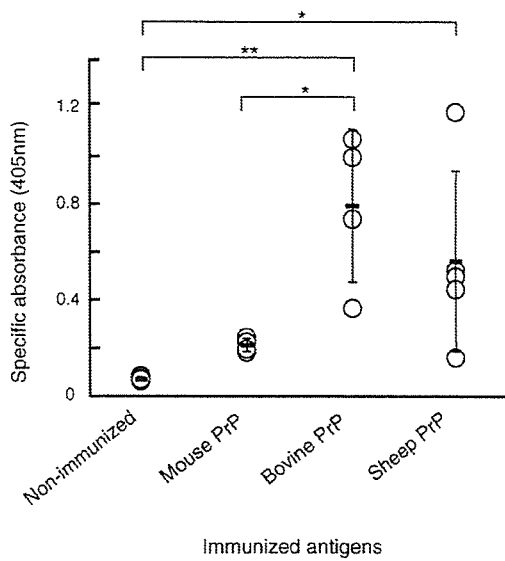 *
**
*
1.2
0.8
0.4
0
Specific absorbance (405nm)
Non-immunized
Mouse PrP
Bovine PrP
Sheep PrP
Immunized antigens